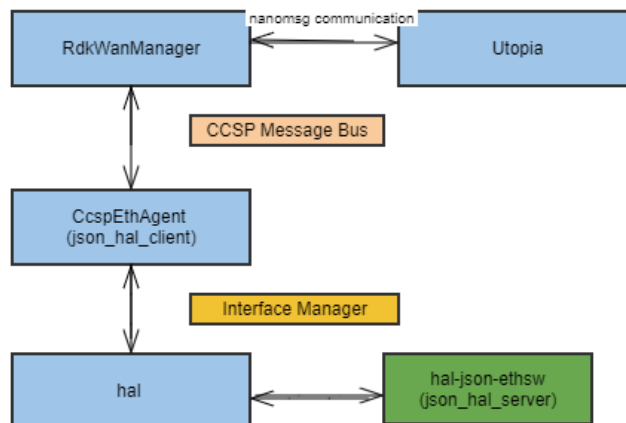 nanomsg communication
RdkWanManager
Utopia
CCSP Message Bus
CcspEthAgent
(json_hal_client)
Interface Manager
hal
hal-json-ethsw
(json_hal_server)